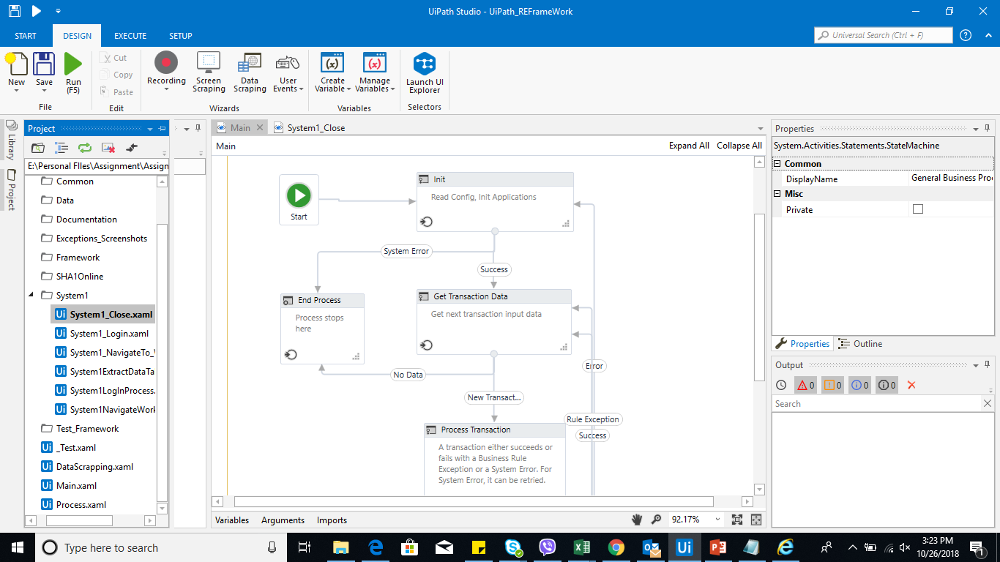 UiPath Studio - UiPath_REFrameWork
START DESIGN EXECUTE SETUP
Universal Search (Ctrl + F)
New
Save
Run
(F5)
File
Cut
Copy
Paste
Edit
Recording
Screen
Scraping
Data
Scraping
User
Events
Wizards
Create
Variable
Manage
Variables
Variables
Launch UI
Explorer
Selectors
Library
Project
Project
E:\Personal FIles\Assignment\Assign
Common
Data
Documentation
Exceptions_Screenshots
Framework
SHA1Online
System1
System1_Close.xaml
System1_Login.xaml
System1_NavigateTo_
System1ExtractDataTa
System1LogInProcess.
System1NavigateWork
Test_Framework
_Test.xaml
DataScrapping.xaml
Main.xaml
Process.xaml
Main
System1_Close
Main
Expand All Collapse All
Start
Init
Read Config, Init Applications
System Error
Success
End Process
Process stops
here
Get Transaction Data
Get next transaction input data
No Data
Error
New Transact...
Rule Exception
Success
Process Transaction
A transaction either succeeds or
fails with a Business Rule
Exception or a System Error. For
System Error, it can be retried.
Variables Arguments Imports
92.17%
Properties
System.Activities.Statements.StateMachine
Common
DisplayName General Business Pro
Misc
Private
Properties Outline
Output
0 0 0 0
Search
Type here to search
3:23 PM
10/26/2018
1